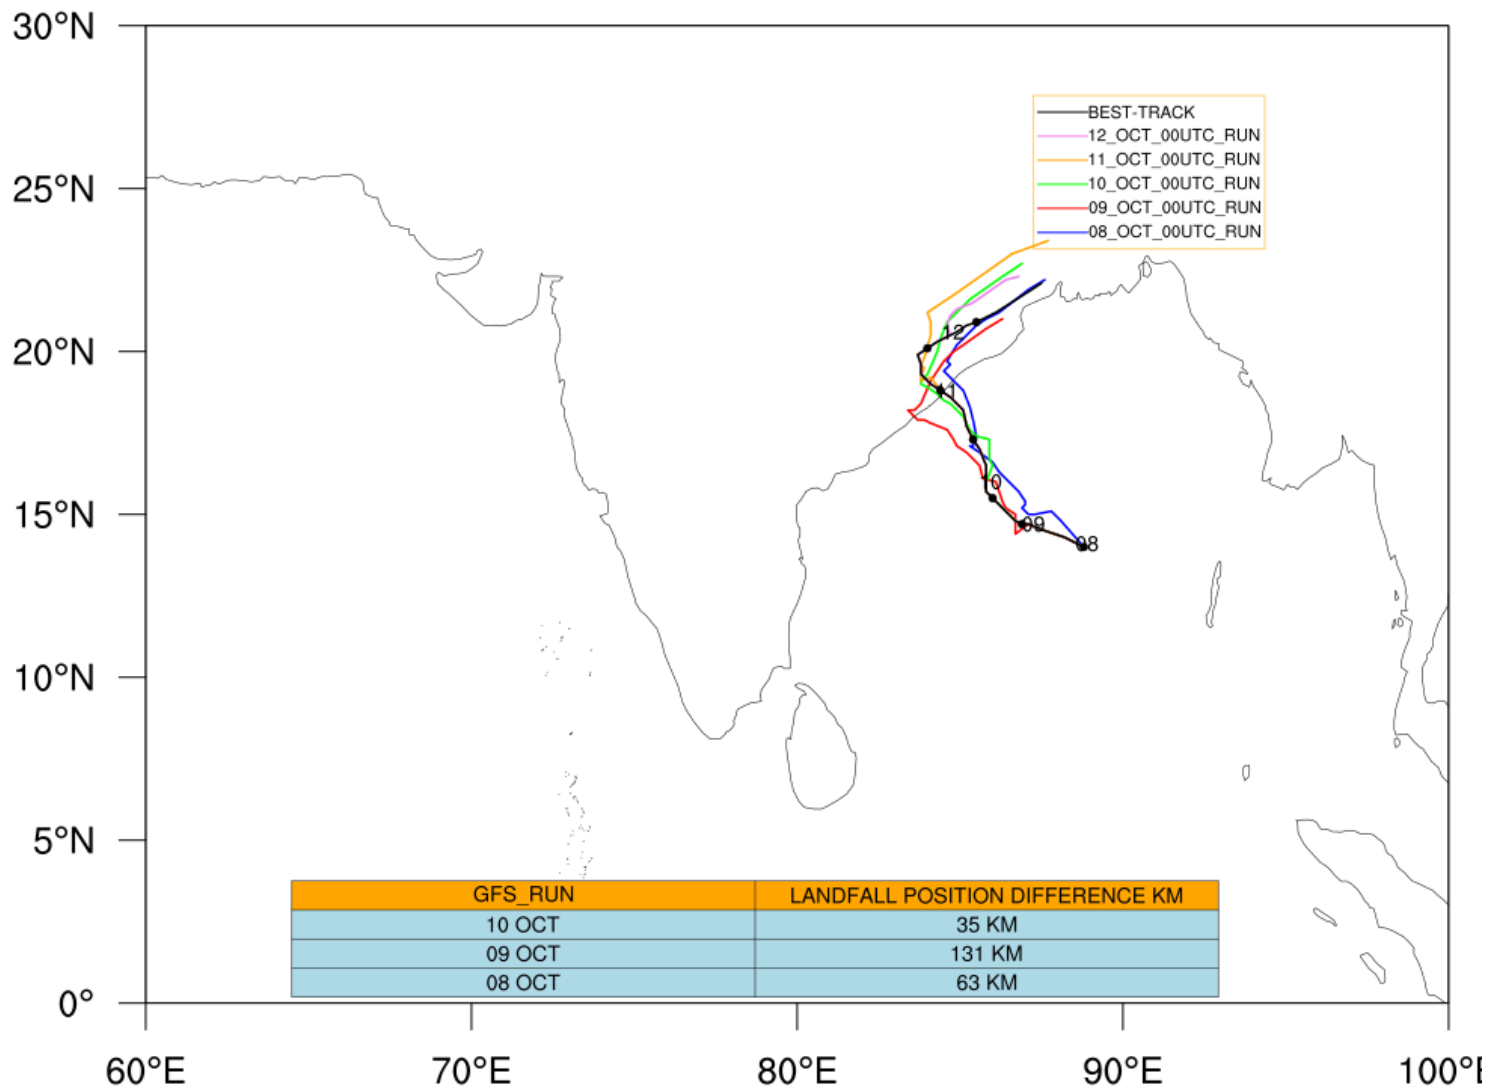 30°N
25°N
20°N
15°N
10°N
5°N
0°
BEST-TRACK
12_OCT_00UTC_RUN
11_OCT_00UTC_RUN
10_OCT_00UTC_RUN
09_OCT_00UTC_RUN
08_OCT_00UTC_RUN
12
09
08
GFS_RUN LANDFALL POSITION DIFFERENCE KM
10 OCT 35 KM
09 OCT 131 KM
08 OCT 63 KM
60°E 70°E 80°E 90°E